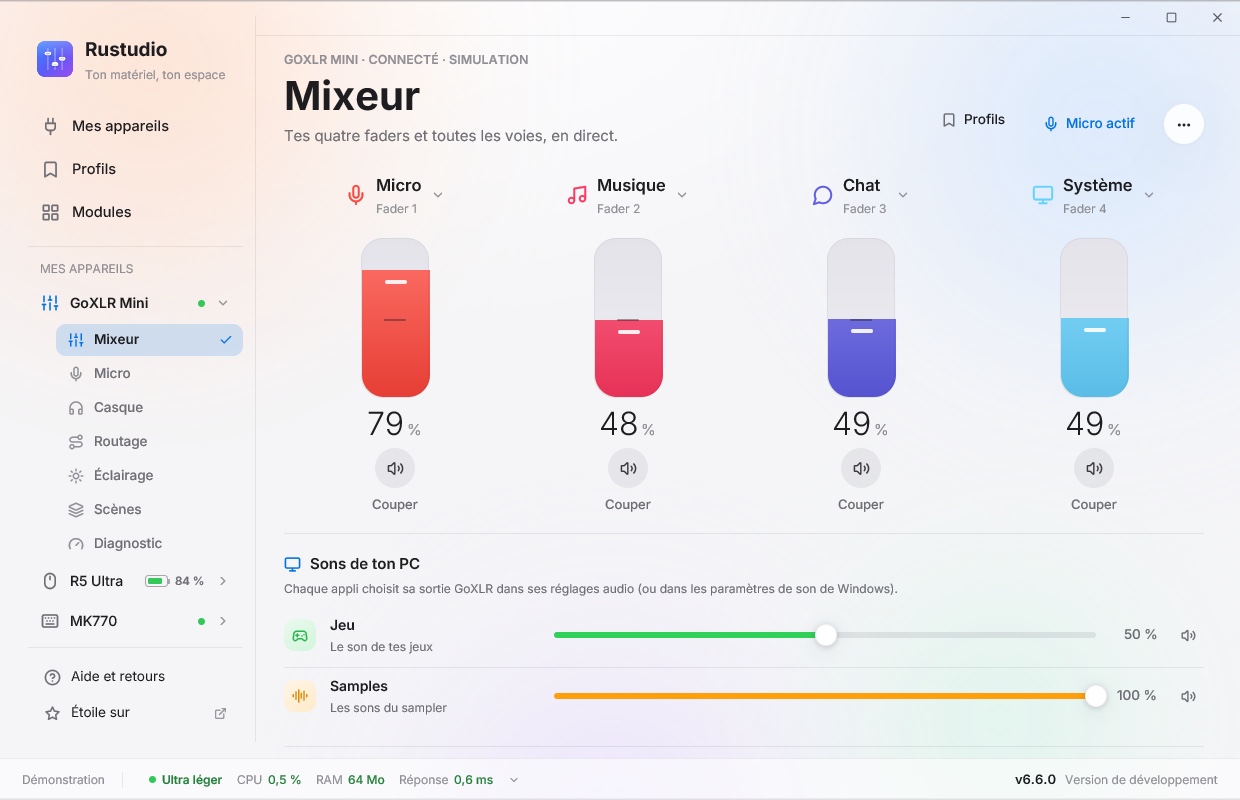 Rustudio
Ton matériel, ton espace
Mes appareils
Profils
Modules
MES APPAREILS
GoXLR Mini
Mixeur
Micro
Casque
Routage
Éclairage
Scènes
Diagnostic
R5 Ultra 84 %
MK770
Aide et retours
Étoile sur
GOXLR MINI · CONNECTÉ · SIMULATION
Mixeur
Tes quatre faders et toutes les voies, en direct.
Profils
Micro actif
Micro
Fader 1
79 %
Couper
Musique
Fader 2
48 %
Couper
Chat
Fader 3
49 %
Couper
Système
Fader 4
49 %
Couper
Sons de ton PC
Chaque appli choisit sa sortie GoXLR dans ses réglages audio (ou dans les paramètres de son de Windows).
Jeu
Le son de tes jeux
50 %
Samples
Les sons du sampler
100 %
Démonstration Ultra léger CPU 0,5 % RAM 64 Mo Réponse 0,6 ms v6.6.0 Version de développement